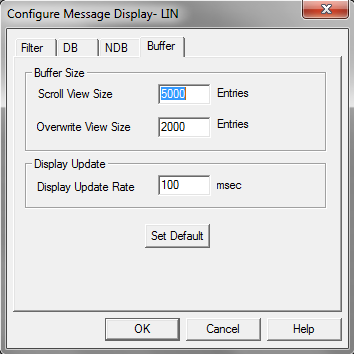 Configure Message Display- LIN
Filter DB NDB Buffer
Buffer Size
Scroll View Size 5000 Entries
Overwrite View Size 2000 Entries
Display Update
Display Update Rate 100 msec
Set Default
OK Cancel Help